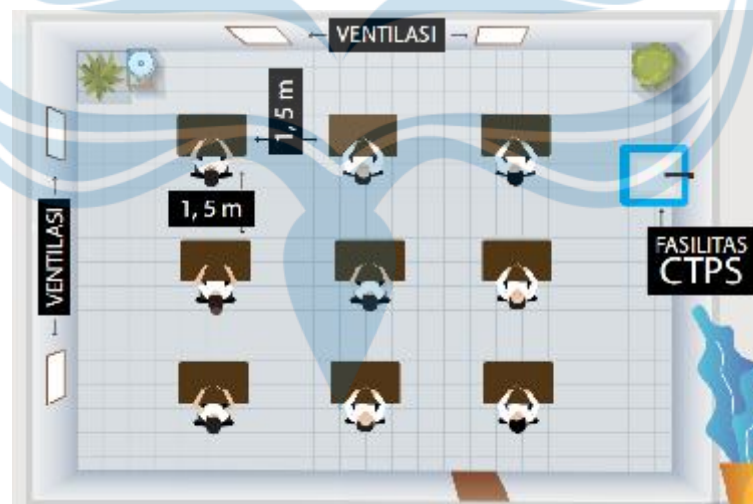 VENTILASI
1, 5 m
1, 5 m
VENTILASI
FASILITAS
CTPS